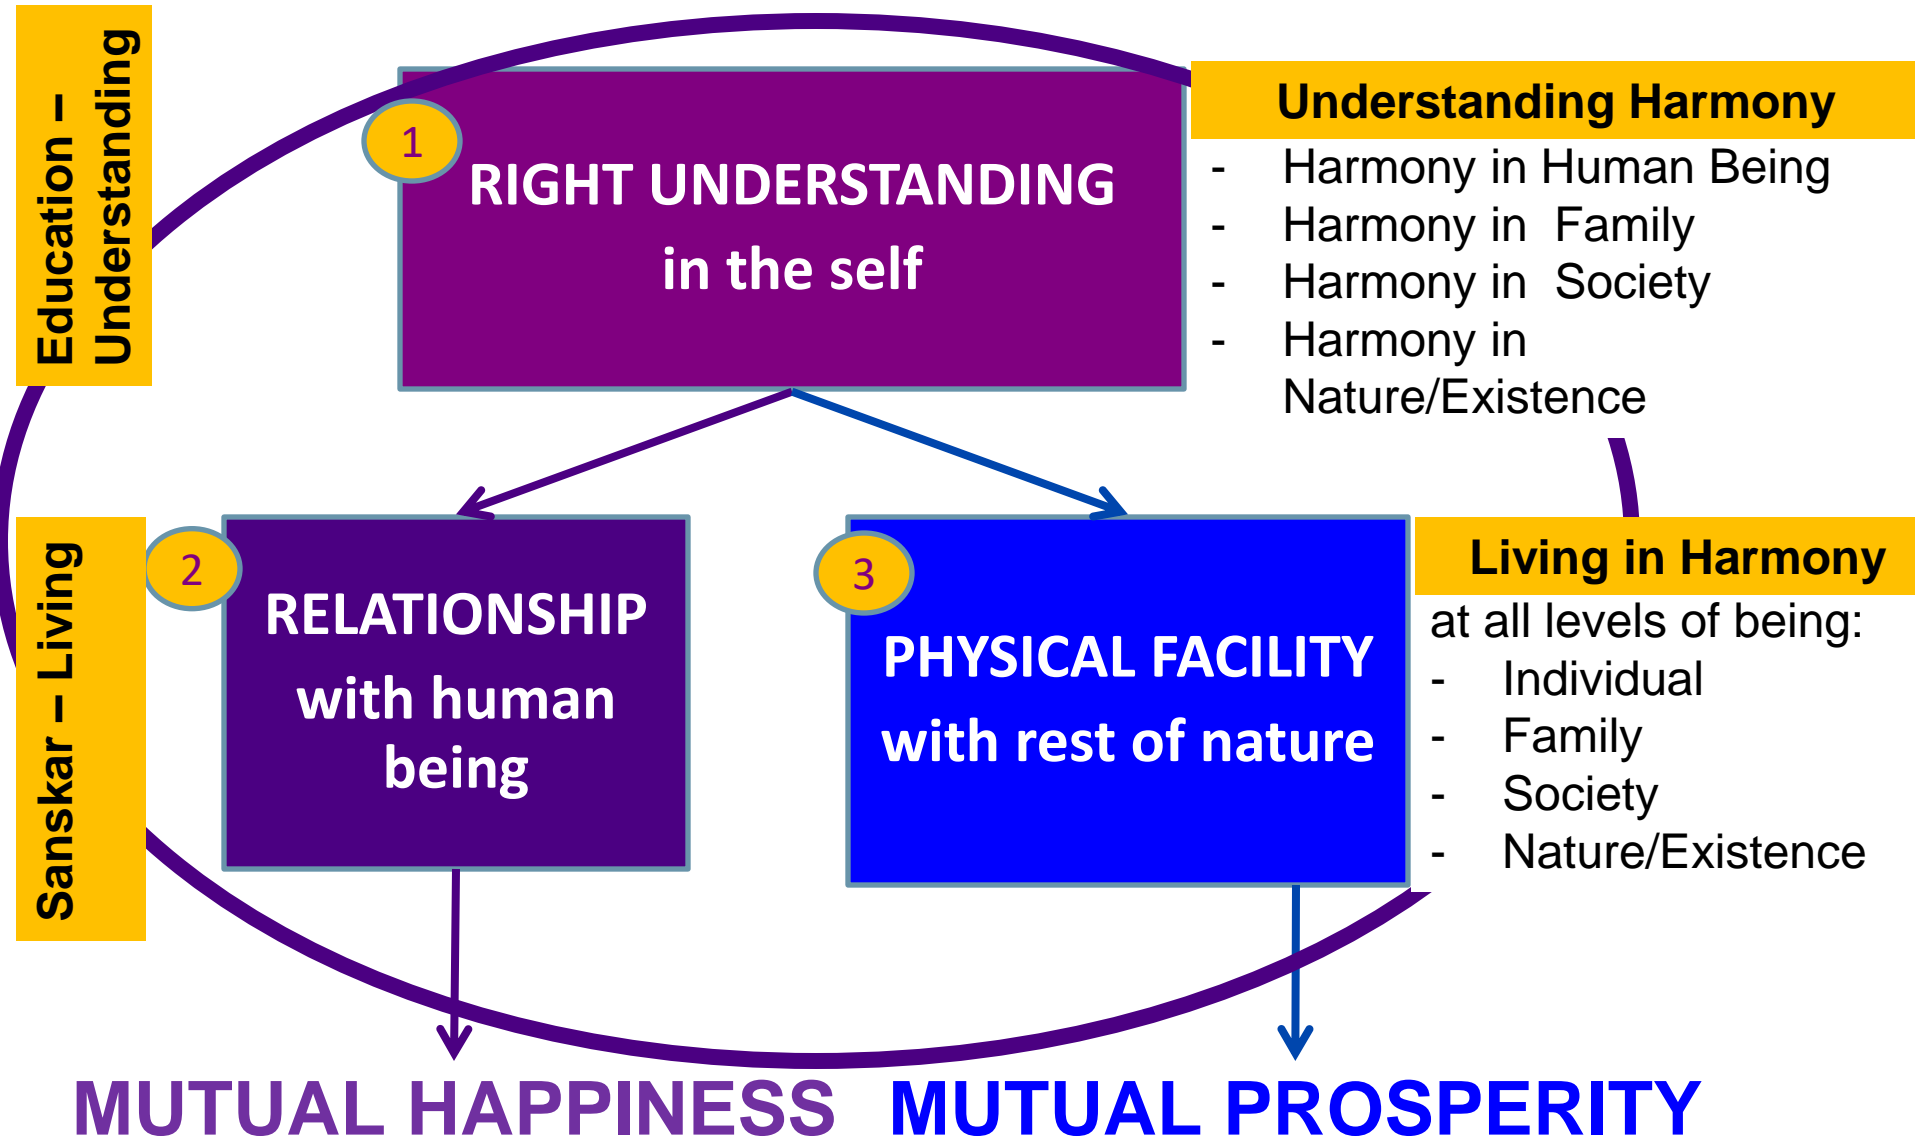 Education –
Understanding
1
RIGHT UNDERSTANDING
in the self
Understanding Harmony
- Harmony in Human Being
- Harmony in Family
- Harmony in Society
- Harmony in
Nature/Existence
Sanskar – Living
2
RELATIONSHIP
with human
being
3
PHYSICAL FACILITY
with rest of nature
Living in Harmony
at all levels of being:
- Individual
- Family
- Society
- Nature/Existence
MUTUAL HAPPINESS
MUTUAL PROSPERITY